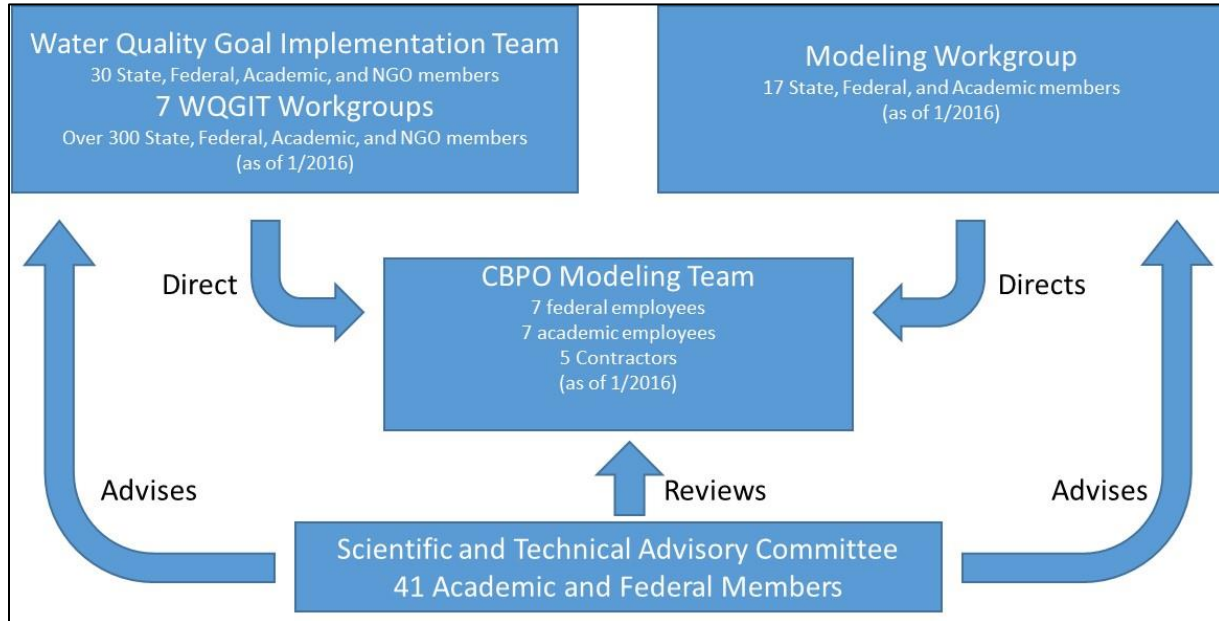 Water Quality Goal Implementation Team
30 State, Federal, Academic, and NGO members
7 WQGIT Workgroups
Over 300 State, Federal, Academic, and NGO members
(as of 1/2016)
Modeling Workgroup
17 State, Federal, and Academic members
(as of 1/2016)
Direct
CBPO Modeling Team
7 federal employees
7 academic employees
5 Contractors
(as of 1/2016)
Directs
Advises
Reviews
Advises
Scientific and Technical Advisory Committee
41 Academic and Federal Members